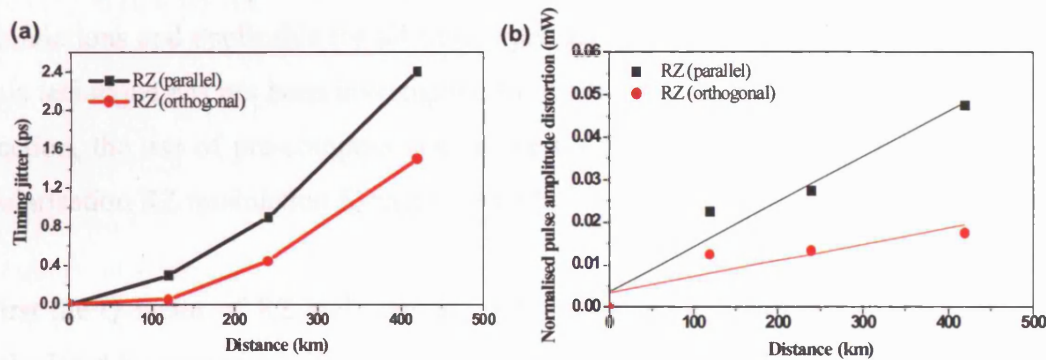 (a)
2.4
2.0
1.6
1.2
0.8
0.4
0.0
Timing jitter (ps)
RZ (parallel)
RZ (orthogonal)
0 100 200 300 400 500
Distance (km)
(b)
0.06
0.05
0.04
0.03
0.02
0.01
0.00
Normalised pulse amplitude distortion (mW)
RZ (parallel)
RZ (orthogonal)
0 100 200 300 400 500
Distance (km)